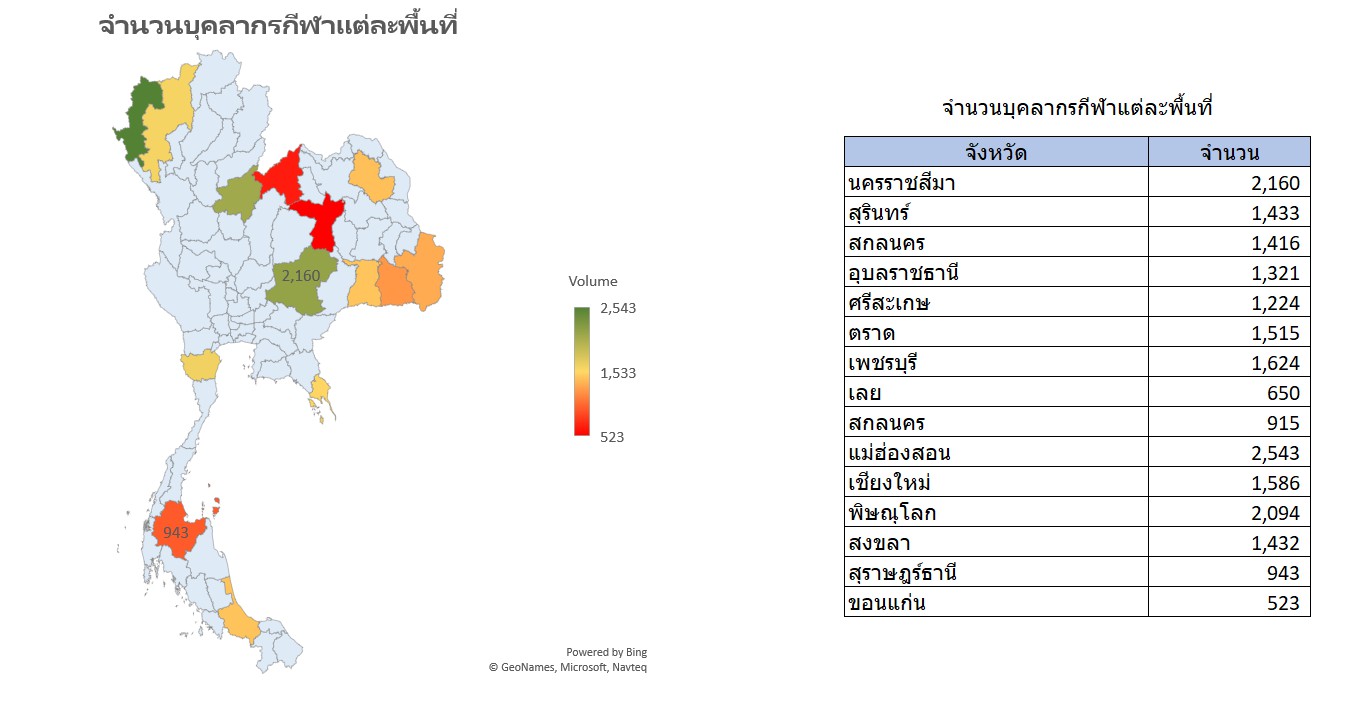 จำนวนบุคลากรกีฬาแต่ละพื้นที่
2,160
943
Volume
2,543
1,533
523
Powered by Bing
© GeoNames, Microsoft, Navteq
จำนวนบุคลากรกีฬาแต่ละพื้นที่
จังหวัด จำนวน
นครราชสีมา 2,160
สุรินทร์ 1,433
สกลนคร 1,416
อุบลราชธานี 1,321
ศรีสะเกษ 1,224
ตราด 1,515
เพชรบุรี 1,624
เลย 650
สกลนคร 915
แม่ฮ่องสอน 2,543
เชียงใหม่ 1,586
พิษณุโลก 2,094
สงขลา 1,432
สุราษฎร์ธานี 943
ขอนแก่น 523